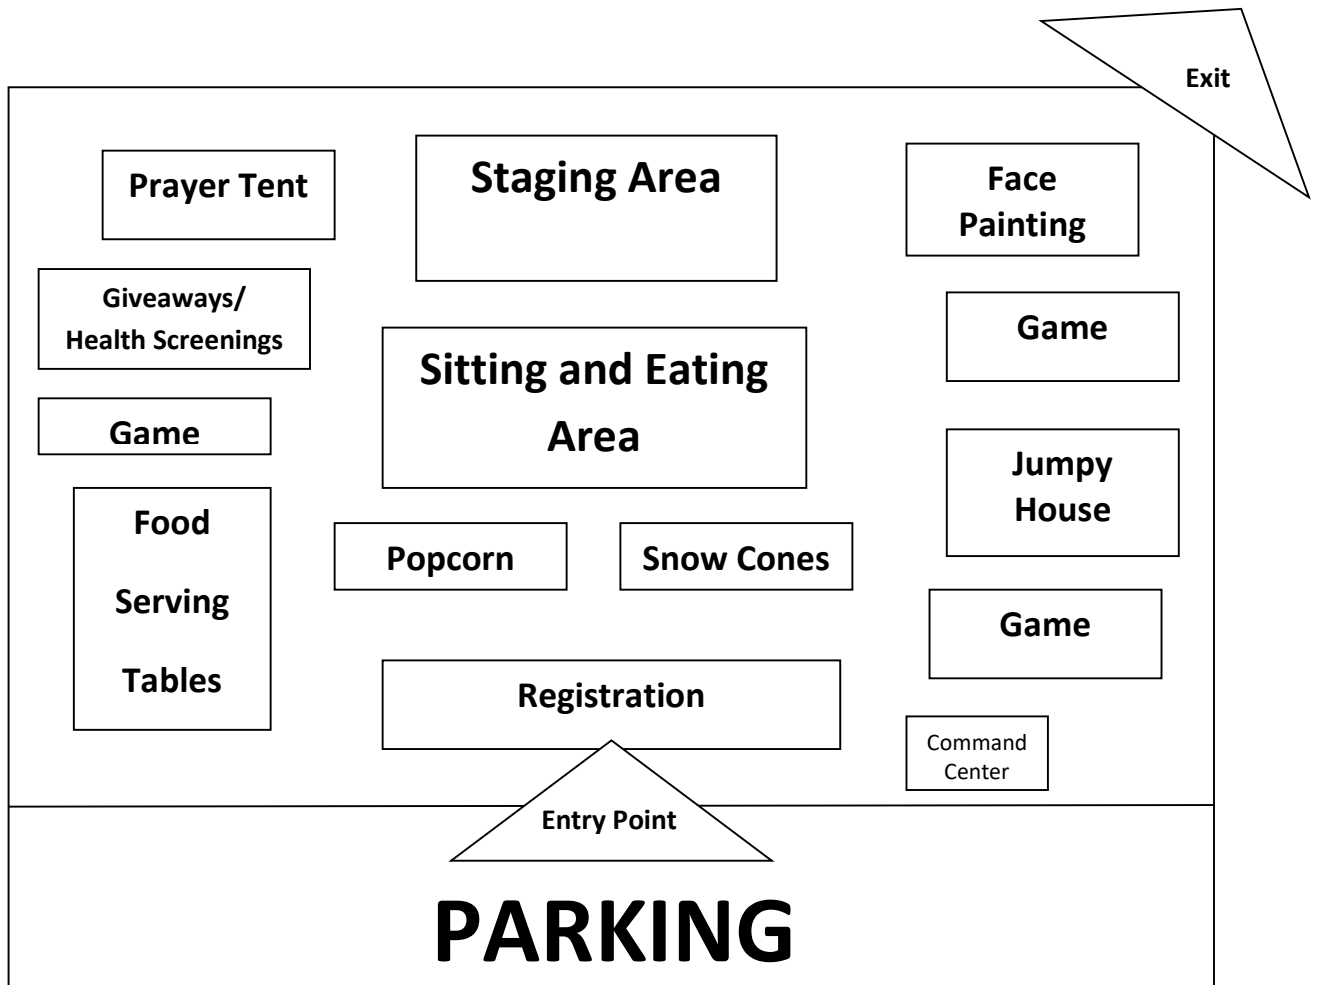 Exit
Prayer Tent
Staging Area
Face
Painting
Giveaways/
Health Screenings
Game
Sitting and Eating
Area
Game
Jumpy
House
Food
Serving
Tables
Popcorn
Snow Cones
Game
Registration
Command
Center
Entry Point
PARKING